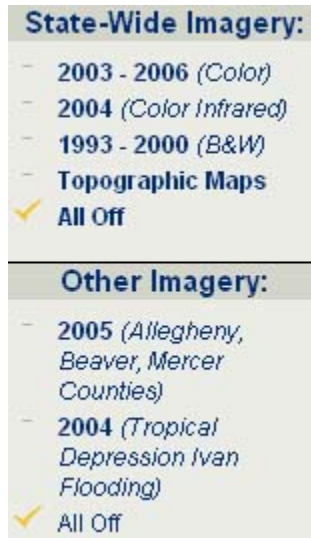 State-Wide Imagery:
2003 - 2006 (Color)
2004 (Color Infrared)
1993 - 2000 (B&W)
Topographic Maps
All Off
Other Imagery:
2005 (Allegheny,
Beaver, Mercer
Counties)
2004 (Tropical
Depression Ivan
Flooding)
All Off